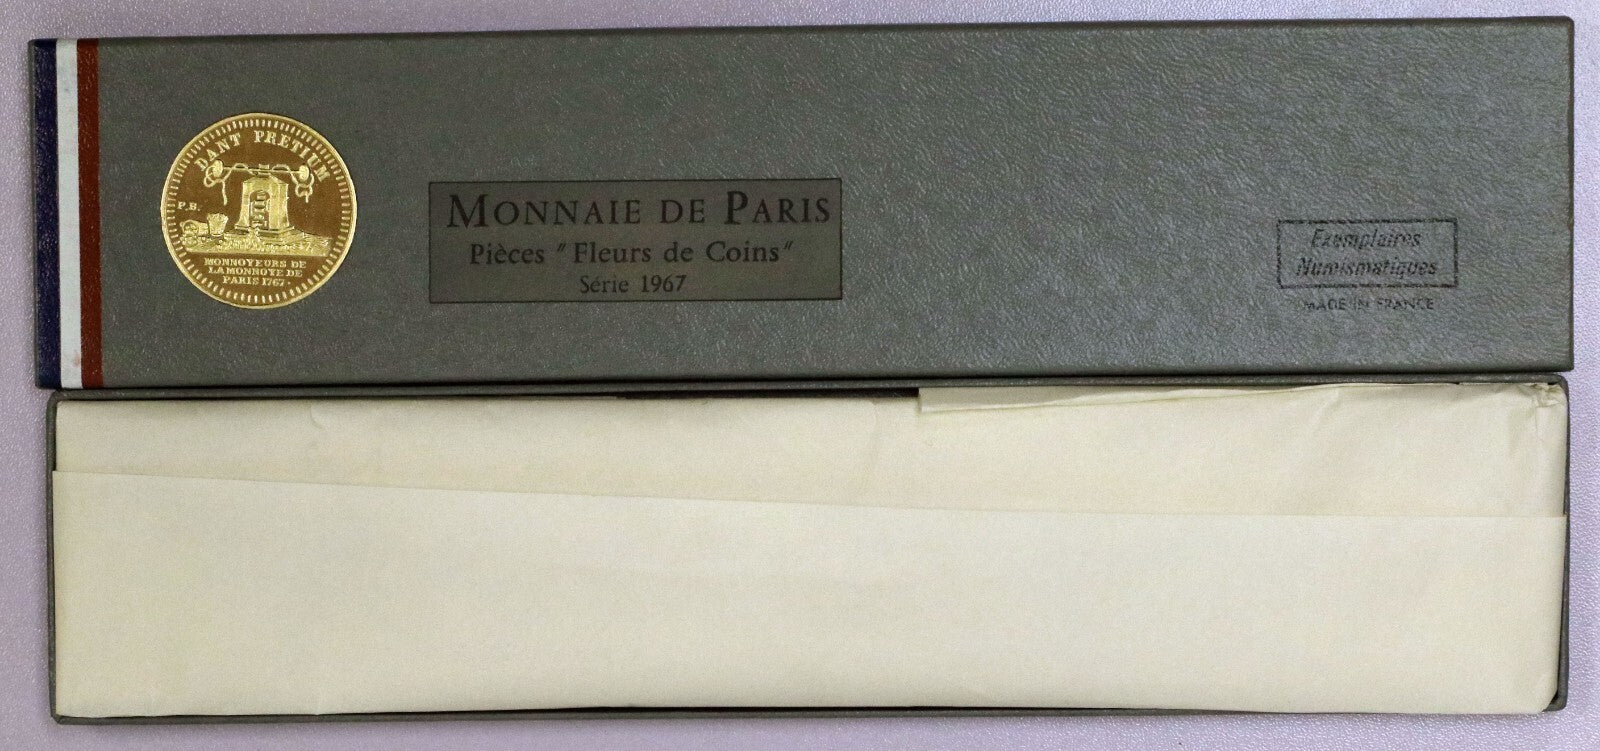 DANT PRETIUM
P.B.
MONNOYEURS DE
LA MONNOYE DE
PARIS 1767.
MONNAIE DE PARIS
Pièces "Fleurs de Coins"
Série 1967
Exemplaires
Numismatiques
MADE IN FRANCE